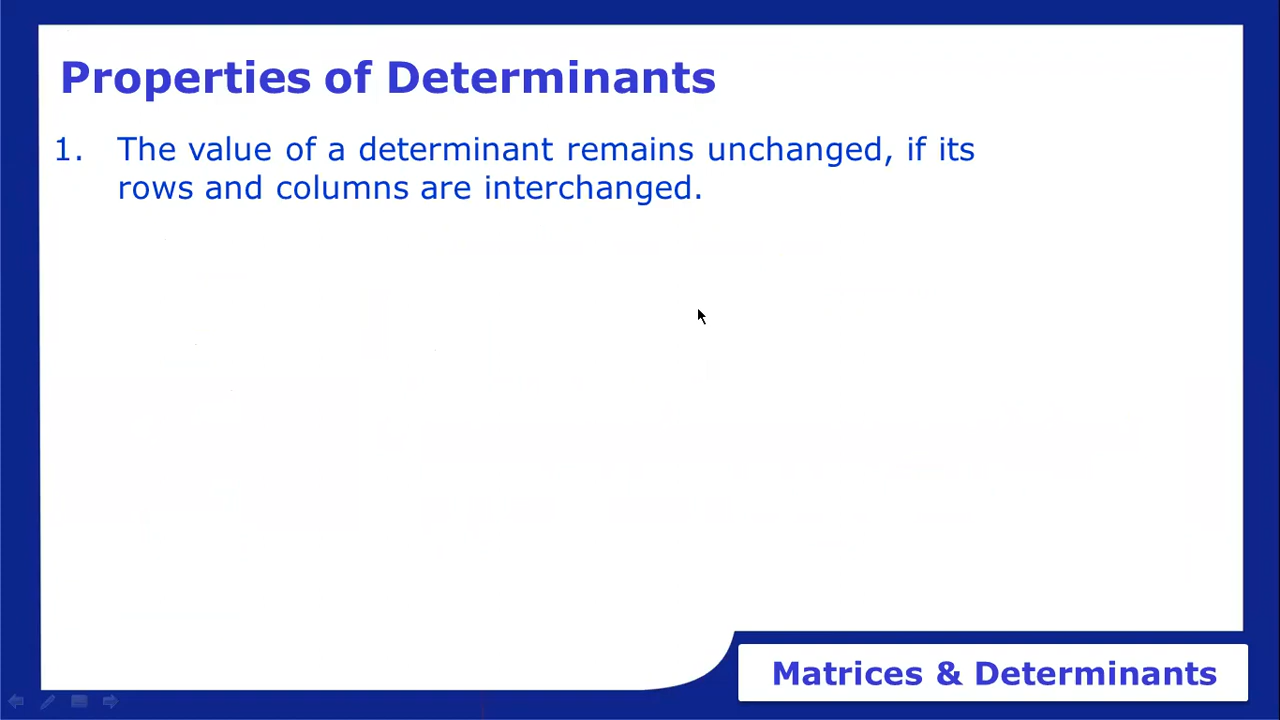 Properties of Determinants
1. The value of a determinant remains unchanged, if its
rows and columns are interchanged.
Matrices & Determinants